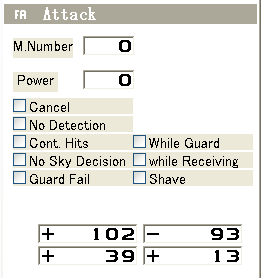 FA Attack
M.Number 0
Power 0
Cancel
No Detection
Cont. Hits While Guard
No Sky Decision while Receiving
Guard Fail Shave
+ 102 - 93
+ 39 + 13